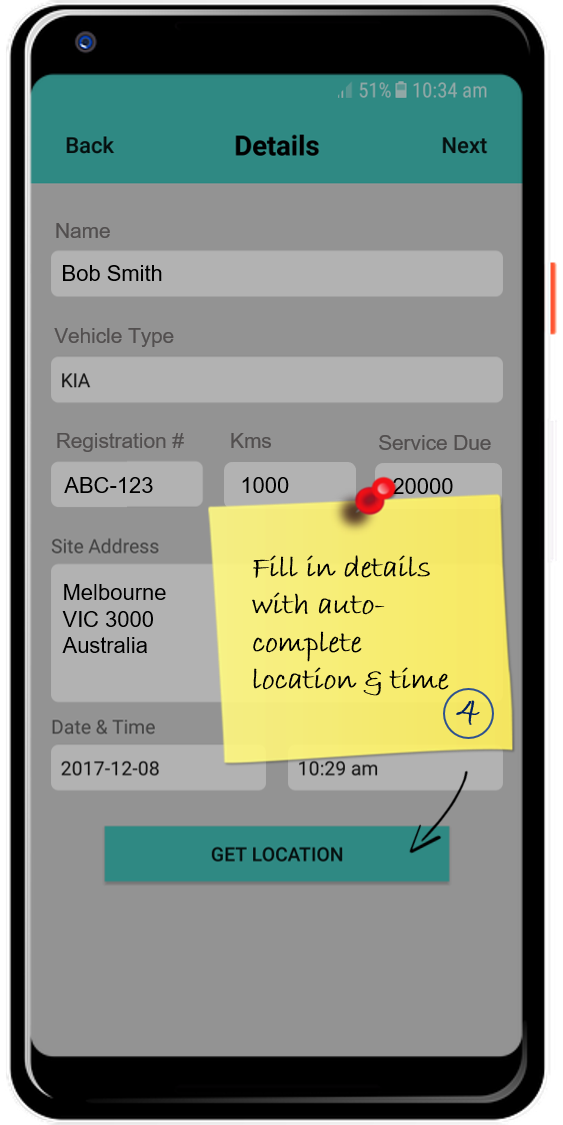 51% 10:34 am
Back Details Next
Name
Bob Smith
Vehicle Type
KIA
Registration # Kms Service Due
ABC-123 1000 20000
Site Address
Melbourne
VIC 3000
Australia
Fill in details
with auto-
complete
location & time
4
Date & Time
2017-12-08 10:29 am
GET LOCATION